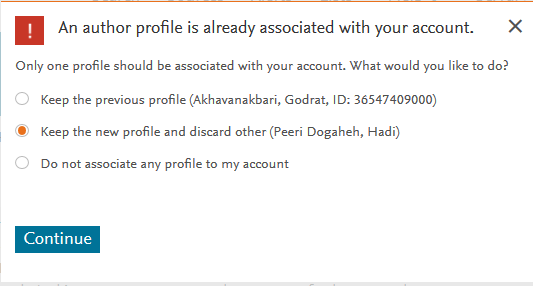 ! An author profile is already associated with your account. ✕
Only one profile should be associated with your account. What would you like to do?
Keep the previous profile (Akhavanakbari, Godrat, ID: 36547409000)
Keep the new profile and discard other (Peeri Dogaheh, Hadi)
Do not associate any profile to my account
Continue